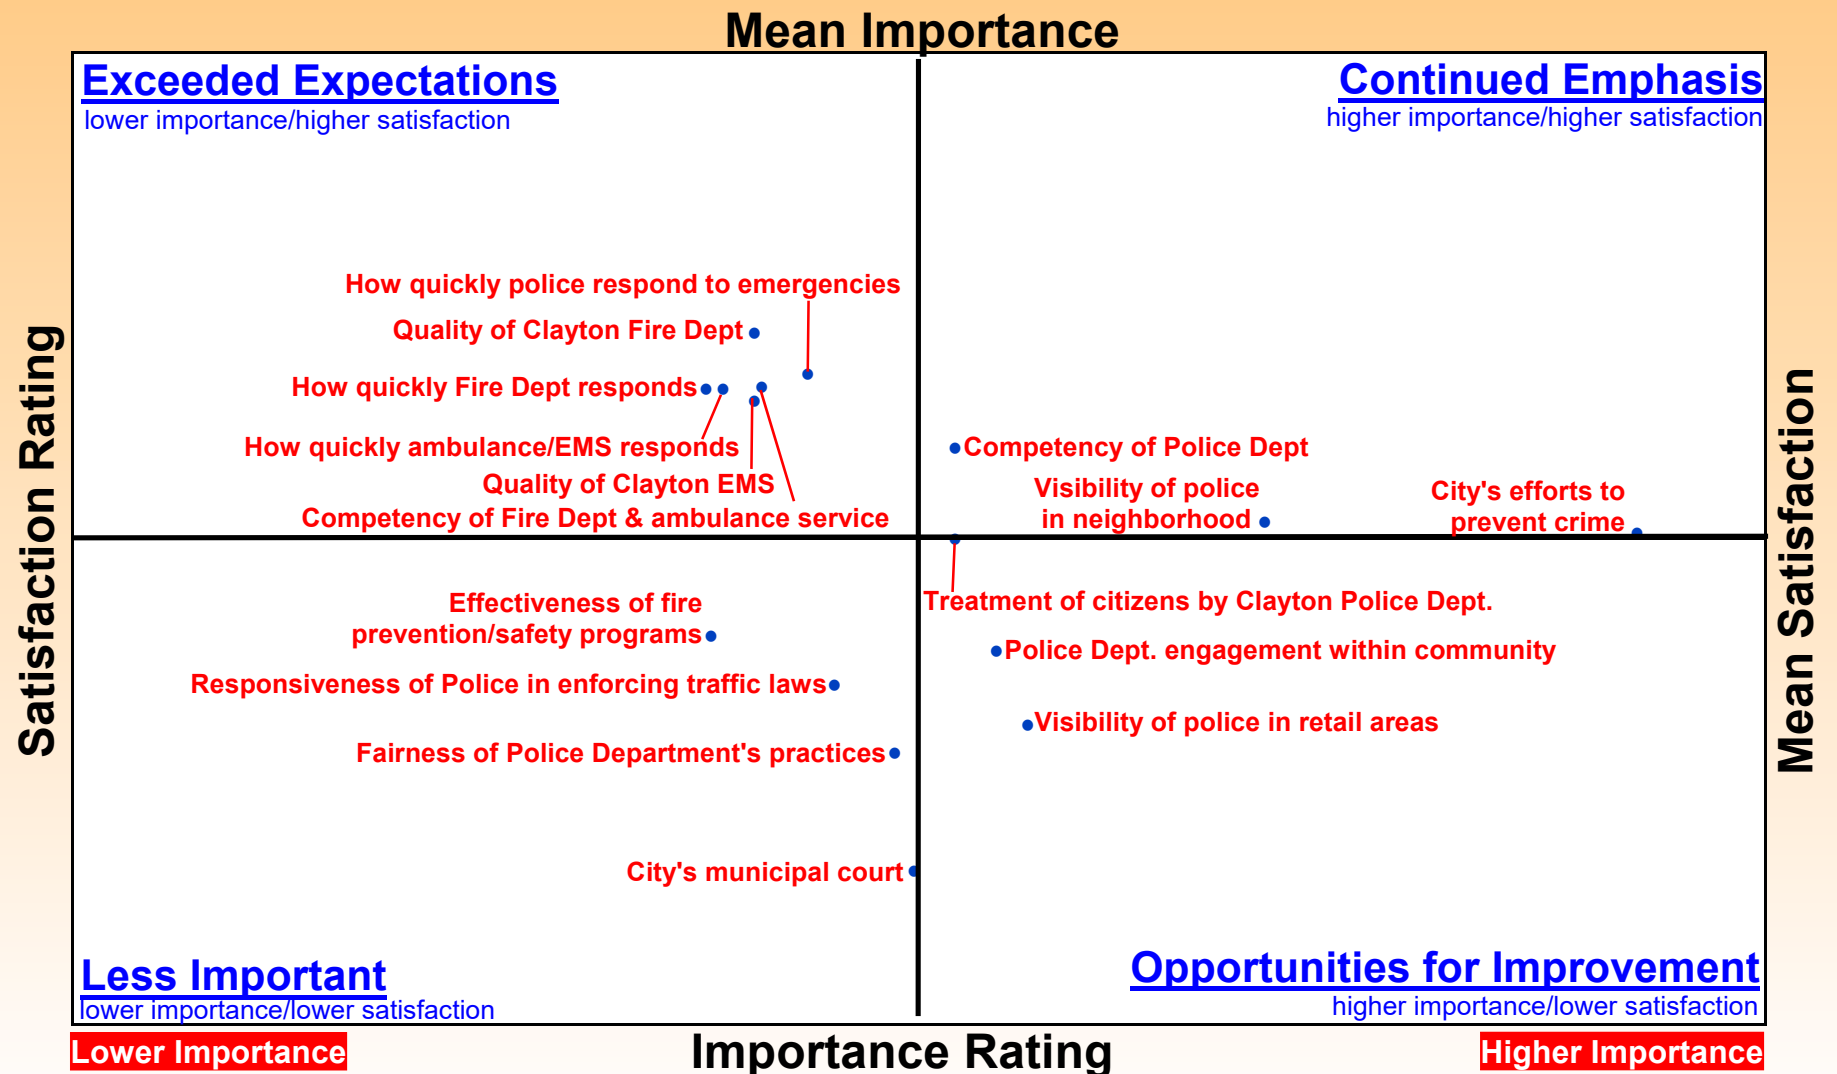 Mean Importance
Exceeded Expectations
lower importance/higher satisfaction
Continued Emphasis
higher importance/higher satisfaction
How quickly police respond to emergencies
Quality of Clayton Fire Dept
How quickly Fire Dept responds
How quickly ambulance/EMS responds
Quality of Clayton EMS
Competency of Fire Dept & ambulance service
Competency of Police Dept
Visibility of police
in neighborhood
City's efforts to
prevent crime
Satisfaction Rating
Mean Satisfaction
Effectiveness of fire
prevention/safety programs
Responsiveness of Police in enforcing traffic laws
Fairness of Police Department's practices
City's municipal court
Treatment of citizens by Clayton Police Dept.
Police Dept. engagement within community
Visibility of police in retail areas
Less Important
lower importance/lower satisfaction
Opportunities for Improvement
higher importance/lower satisfaction
Lower Importance
Importance Rating
Higher Importance